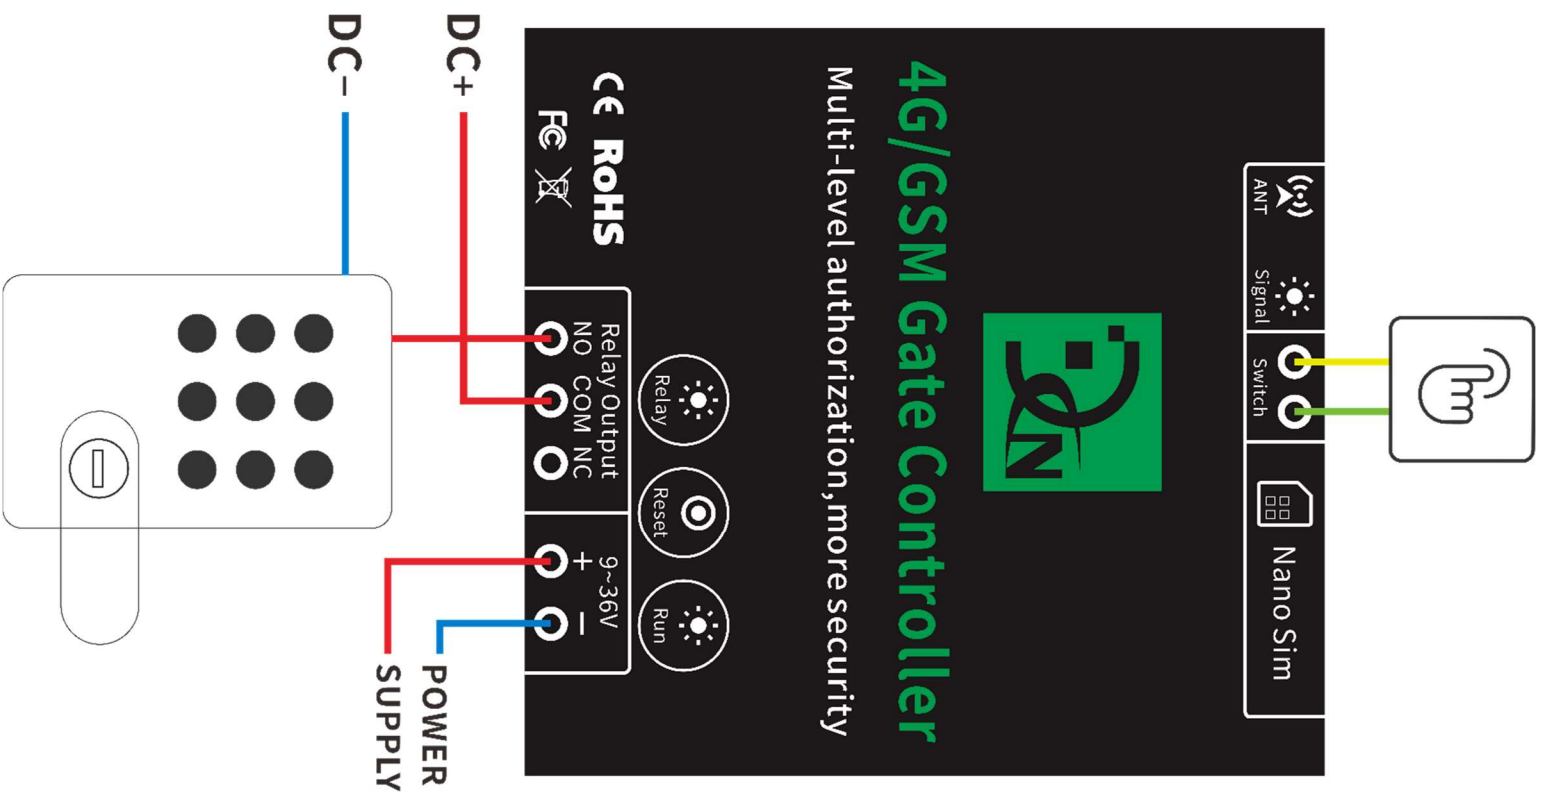 ANT
Signal
Switch
Nano Sim
4G/GSM Gate Controller
Multi-level authorization,more security
Relay
Reset
Run
CE RoHS
FC
Relay Output
NO COM NC
9~36V
+ −
DC+
DC−
POWER
SUPPLY